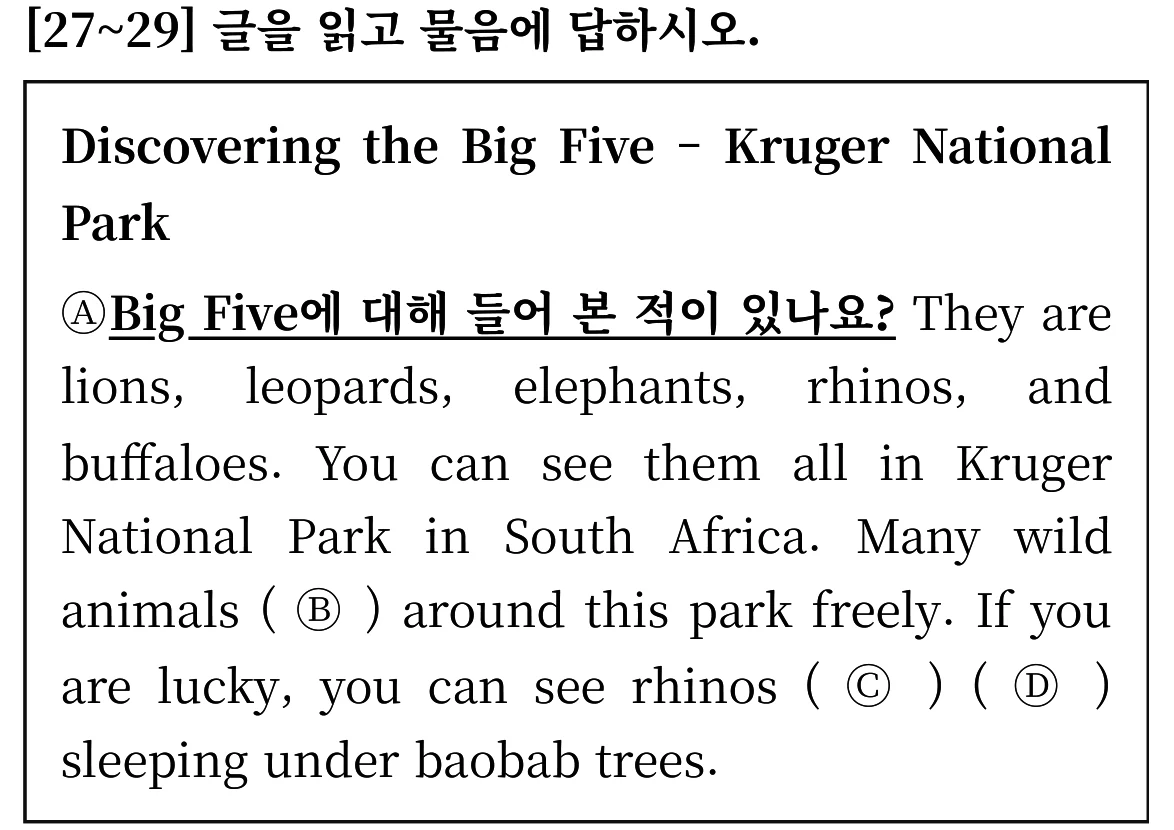 [27~29] 글을 읽고 물음에 답하시오.
Discovering the Big Five - Kruger National
Park
ⒶBig Five에 대해 들어 본 적이 있나요? They are
lions, leopards, elephants, rhinos, and
buffaloes. You can see them all in Kruger
National Park in South Africa. Many wild
animals ( Ⓑ ) around this park freely. If you
are lucky, you can see rhinos ( Ⓒ ) ( Ⓓ )
sleeping under baobab trees.